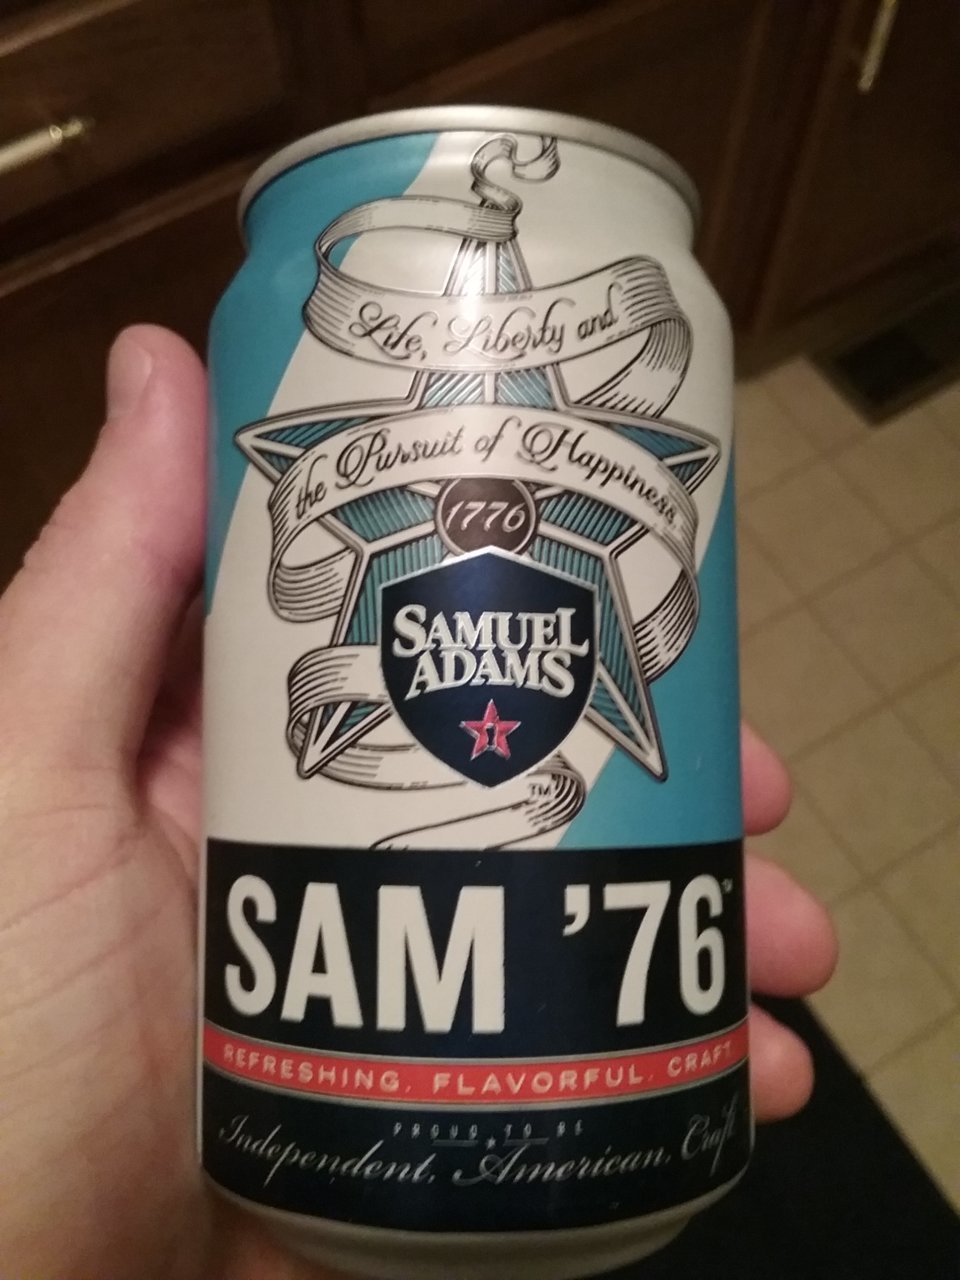 Life, Liberty and
the Pursuit of Happiness.
1776
SAMUEL
ADAMS
TM
SAM '76
REFRESHING. FLAVORFUL. CRAFT
PROUD TO BE
Independent. American. Craft